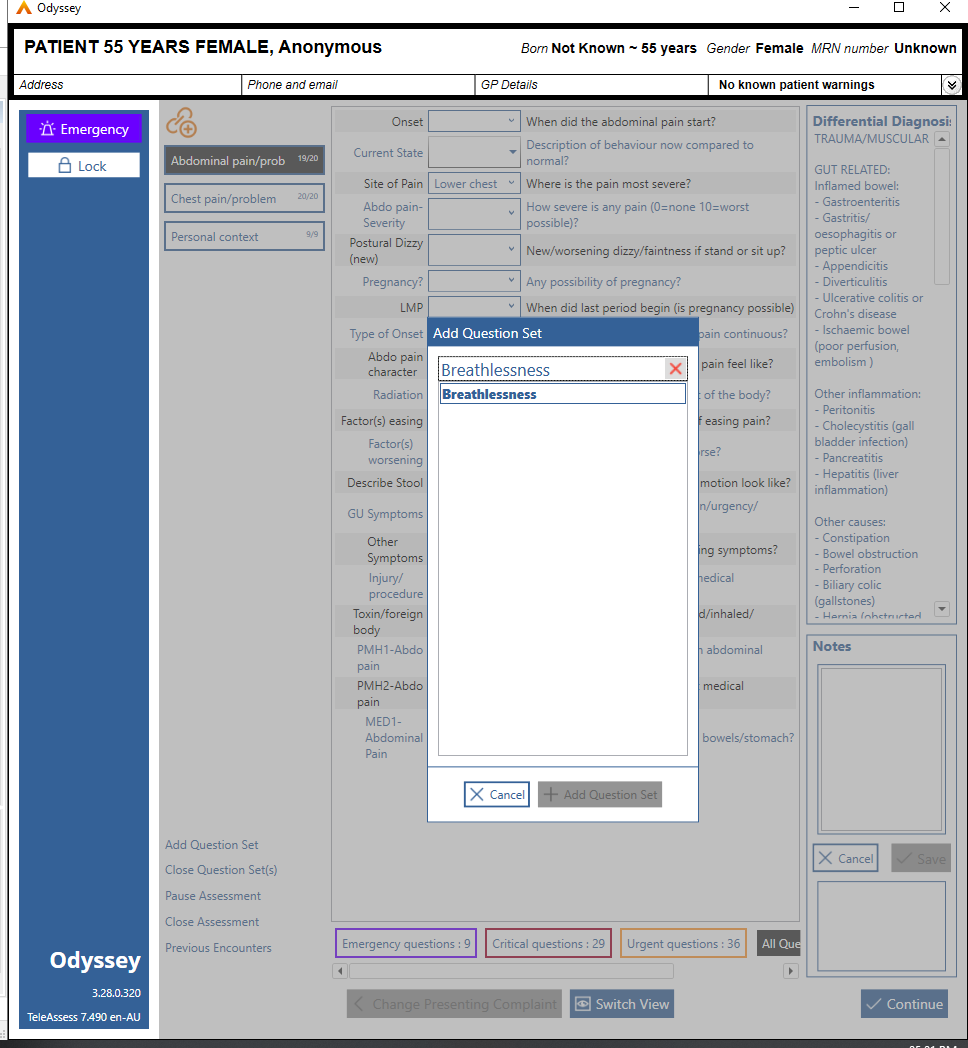 Odyssey
PATIENT 55 YEARS FEMALE, Anonymous
Born Not Known ~ 55 years Gender Female MRN number Unknown
Address
Phone and email
GP Details
No known patient warnings
Emergency
Lock
Abdominal pain/prob 19/20
Chest pain/problem 20/20
Personal context 9/9
Onset When did the abdominal pain start?
Current State Description of behaviour now compared to
normal?
Site of Pain Lower chest Where is the pain most severe?
Abdo pain-
Severity
How severe is any pain (0=none 10=worst
possible)?
Postural Dizzy
(new)
New/worsening dizzy/faintness if stand or sit up?
Pregnancy? Any possibility of pregnancy?
LMP When did last period begin (is pregnancy possible)
Type of Onset pain continuous?
Abdo pain
character
pain feel like?
Radiation t of the body?
Factor(s) easing f easing pain?
Factor(s)
worsening
rse?
Describe Stool motion look like?
GU Symptoms n/urgency/
Other
Symptoms
ing symptoms?
Injury/
procedure
nedical
Toxin/foreign
body
d/inhaled/
PMH1-Abdo
pain
n abdominal
PMH2-Abdo
pain
medical
MED1-
Abdominal
Pain
bowels/stomach?
Add Question Set
Breathlessness
Breathlessness
Cancel
Add Question Set
Differential Diagnosis
TRAUMA/MUSCULAR
GUT RELATED:
Inflamed bowel:
- Gastroenteritis
- Gastritis/
oesophagitis or
peptic ulcer
- Appendicitis
- Diverticulitis
- Ulcerative colitis or
Crohn's disease
- Ischaemic bowel
(poor perfusion,
embolism )
Other inflammation:
- Peritonitis
- Cholecystitis (gall
bladder infection)
- Pancreatitis
- Hepatitis (liver
inflammation)
Other causes:
- Constipation
- Bowel obstruction
- Perforation
- Biliary colic
(gallstones)
- Hernia (obstructed
Notes
Cancel
Save
Add Question Set
Close Question Set(s)
Pause Assessment
Close Assessment
Previous Encounters
Odyssey
3.28.0.320
TeleAssess 7.490 en-AU
Emergency questions : 9
Critical questions : 29
Urgent questions : 36
All Que
Change Presenting Complaint
Switch View
Continue